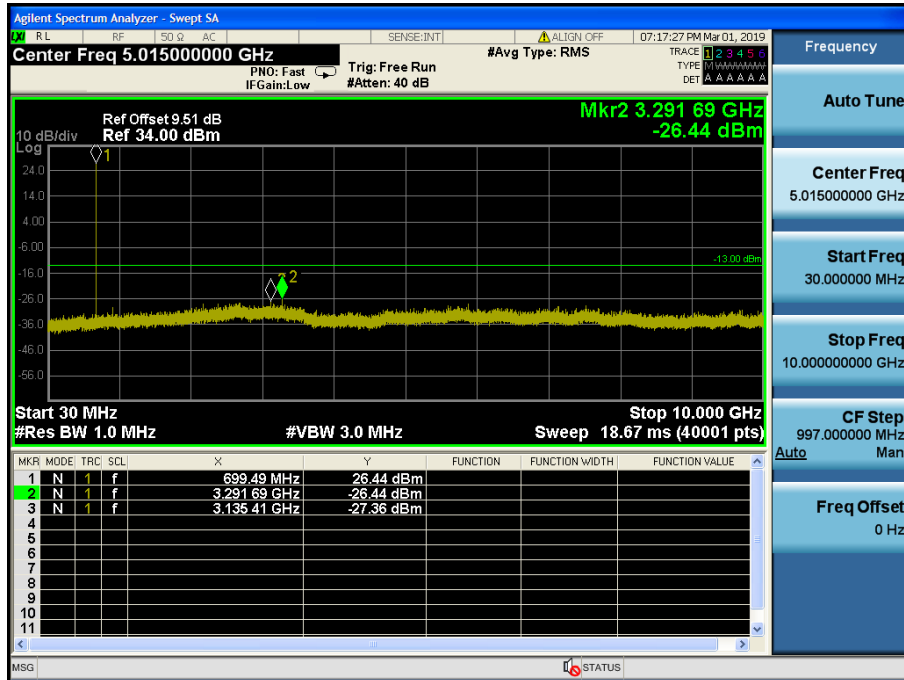 Agilent Spectrum Analyzer - Swept SA
LXI RL RF 50 Ω AC SENSE:INT ALIGN OFF 07:17:27 PM Mar 01, 2019
Center Freq 5.015000000 GHz
PNO: Fast
IFGain:Low
Trig: Free Run
#Atten: 40 dB
#Avg Type: RMS
TRACE 1 2 3 4 5 6
TYPE M W W W W W
DET A A A A A A
Ref Offset 9.51 dB
Ref 34.00 dBm
10 dB/div
Log
Mkr2 3.291 69 GHz
-26.44 dBm
1
24.0
14.0
4.00
-6.00
-13.00 dBm
-16.0
2
-26.0
-36.0
-46.0
-56.0
Start 30 MHz
Stop 10.000 GHz
#Res BW 1.0 MHz
#VBW 3.0 MHz
Sweep 18.67 ms (40001 pts)
MKR MODE TRC SCL X Y FUNCTION FUNCTION WIDTH FUNCTION VALUE
1 N 1 f 699.49 MHz 26.44 dBm
2 N 1 f 3.291 69 GHz -26.44 dBm
3 N 1 f 3.135 41 GHz -27.36 dBm
4
5
6
7
8
9
10
11
MSG
STATUS
Frequency
Auto Tune
Center Freq
5.015000000 GHz
Start Freq
30.000000 MHz
Stop Freq
10.000000000 GHz
CF Step
997.000000 MHz
Auto Man
Freq Offset
0 Hz